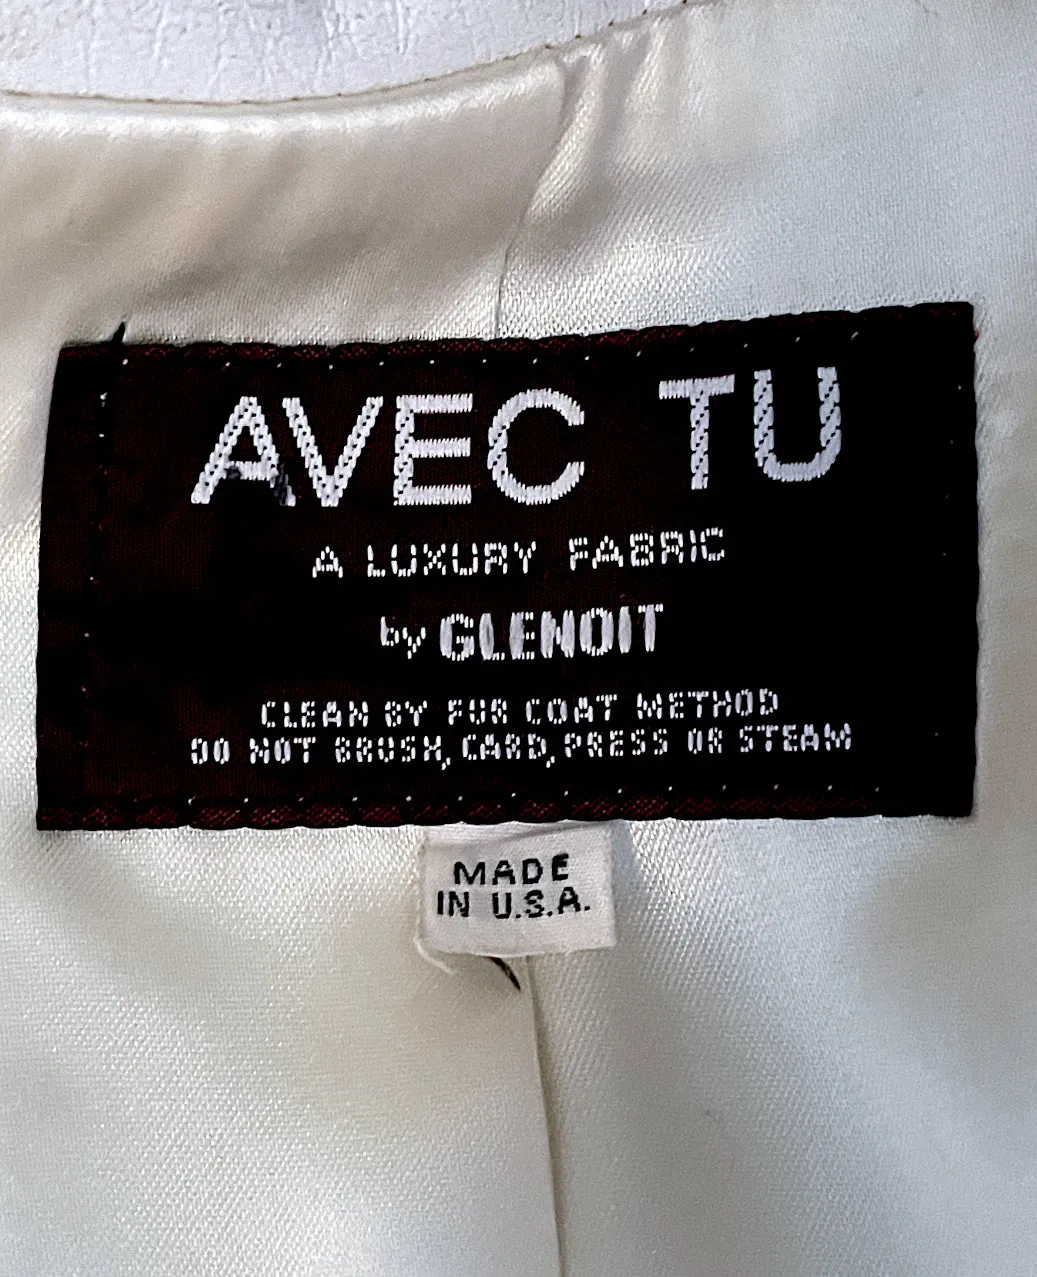 AVEC TU
A LUXURY FABRIC
by GLENOIT
CLEAN BY FUR COAT METHOD
DO NOT BRUSH, CARD, PRESS OR STEAM
MADE
IN U.S.A.